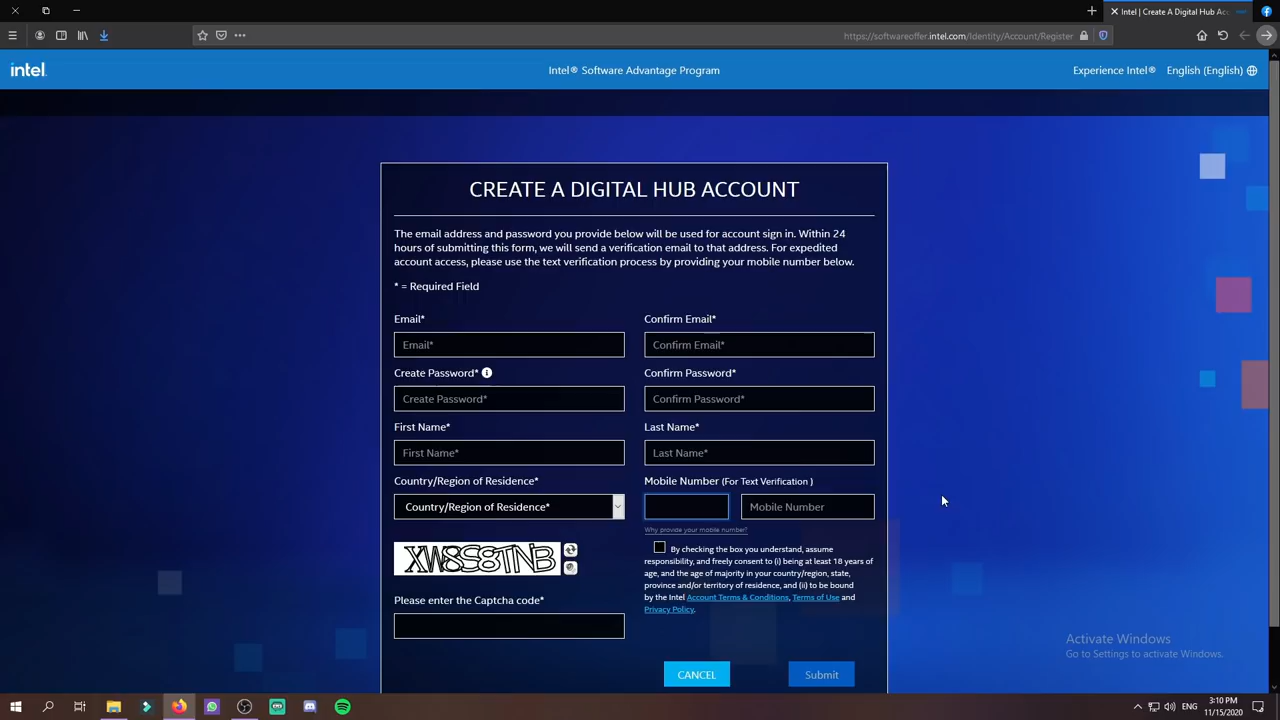 Intel | Create A Digital Hub Acc
https://softwareoffer.intel.com/Identity/Account/Register
intel.
Intel® Software Advantage Program
Experience Intel®
English (English)
CREATE A DIGITAL HUB ACCOUNT
The email address and password you provide below will be used for account sign in. Within 24
hours of submitting this form, we will send a verification email to that address. For expedited
account access, please use the text verification process by providing your mobile number below.
* = Required Field
Email*
Confirm Email*
Email*
Confirm Email*
Create Password*
Confirm Password*
Create Password*
Confirm Password*
First Name*
Last Name*
First Name*
Last Name*
Country/Region of Residence*
Mobile Number (For Text Verification )
Country/Region of Residence*
Mobile Number
Why provide your mobile number?
By checking the box you understand, assume
responsibility, and freely consent to (i) being at least 18 years of
age, and the age of majority in your country/region, state,
province and/or territory of residence, and (ii) to be bound
by the Intel Account Terms & Conditions, Terms of Use and
Privacy Policy.
XW8S8TNB
Please enter the Captcha code*
CANCEL
Submit
Activate Windows
Go to Settings to activate Windows.
ENG
3:10 PM
11/15/2020